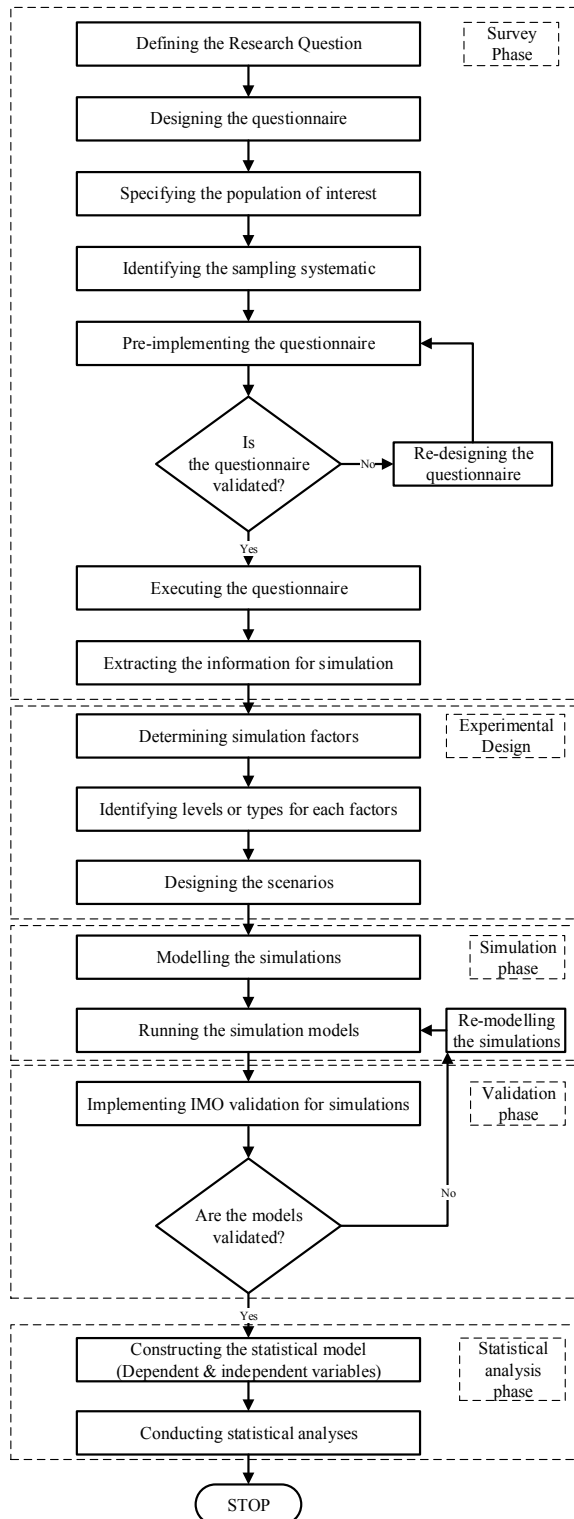 Defining the Research Question
Survey
Phase
Designing the questionnaire
Specifying the population of interest
Identifying the sampling systematic
Pre-implementing the questionnaire
Is
the questionnaire
validated?
No
Re-designing the
questionnaire
Yes
Executing the questionnaire
Extracting the information for simulation
Determining simulation factors
Experimental
Design
Identifying levels or types for each factors
Designing the scenarios
Modelling the simulations
Simulation
phase
Running the simulation models
Re-modelling
the simulations
Implementing IMO validation for simulations
Validation
phase
Are the models
validated?
No
Yes
Constructing the statistical model
(Dependent & independent variables)
Statistical
analysis
phase
Conducting statistical analyses
STOP